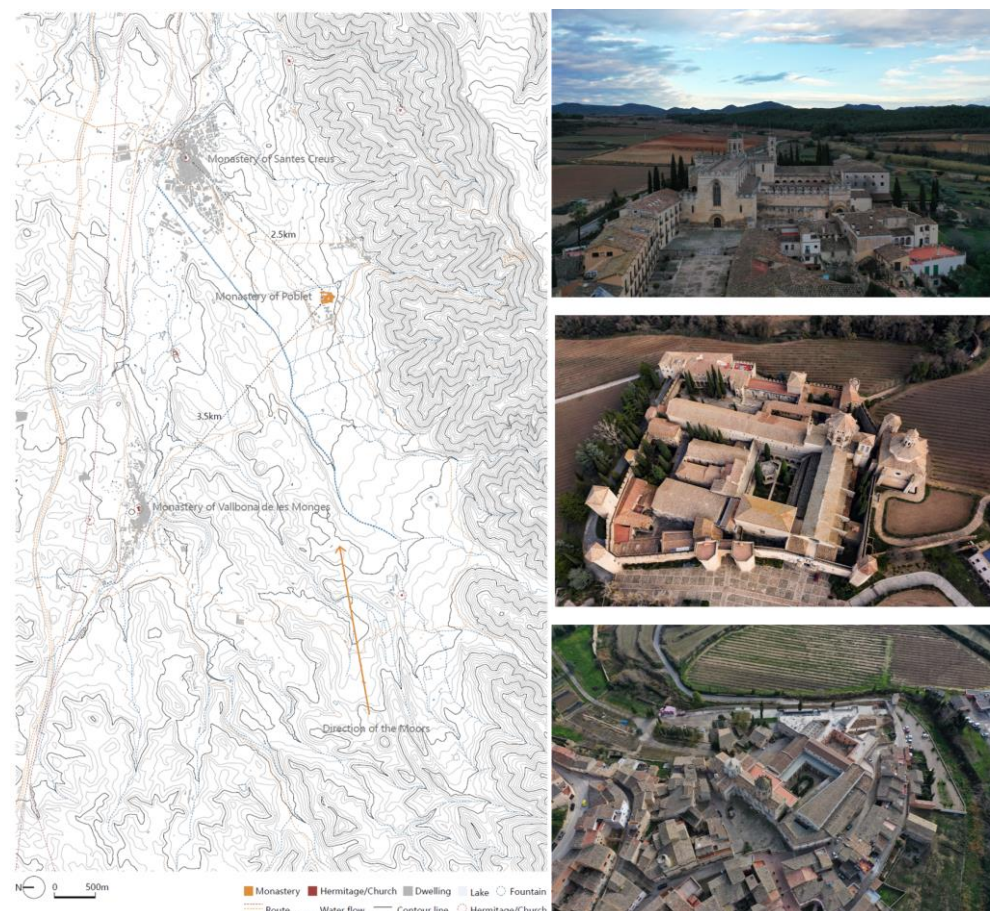 Monastery of Santes Creus
2.5km
Monastery of Poblet
3.5km
Monastery of Vallbona de les Monges
Direction of the Moors
N
0 500m
Monastery Hermitage/Church Dwelling Lake Fountain
Route Water flow Contour line Hermitage/Church